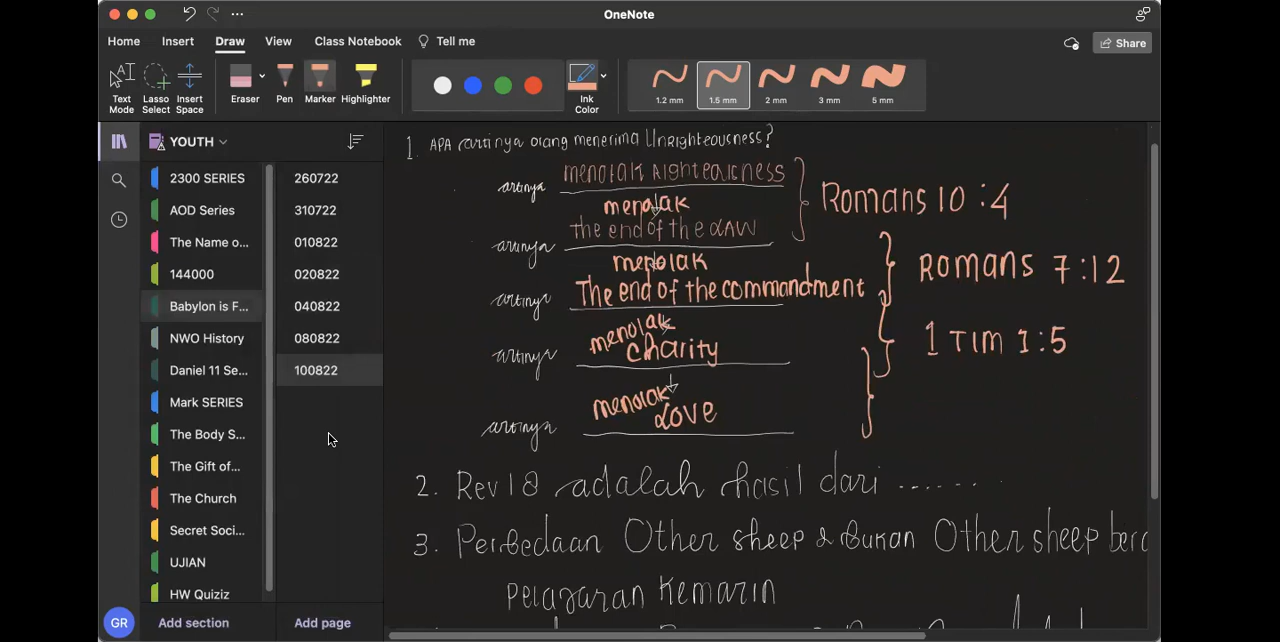 OneNote
Home Insert Draw View Class Notebook Tell me
Share
Text Mode
Lasso Select
Insert Space
Eraser
Pen
Marker
Highlighter
Ink Color
1.2 mm
1.5 mm
2 mm
3 mm
5 mm
YOUTH
2300 SERIES
AOD Series
The Name o...
144000
Babylon is F...
NWO History
Daniel 11 Se...
Mark SERIES
The Body S...
The Gift of...
The Church
Secret Soci...
UJIAN
HW Quiziz
Add section
260722
310722
010822
020822
040822
080822
100822
Add page
GR
1. APA artinya orang menerima UnRighteousness?
artinya menolak Righteousness
menolak
artinya the end of the LAW
Romans 10:4
menolak
artinya The end of the commandment
Romans 7:12
menolak
artinya charity
1 TIM 1:5
menolak
artinya Love
2. Rev 18 adalah hasil dari .......
3. Perbedaan Other sheep & Bukan Other sheep berd
pelajaran kemarin